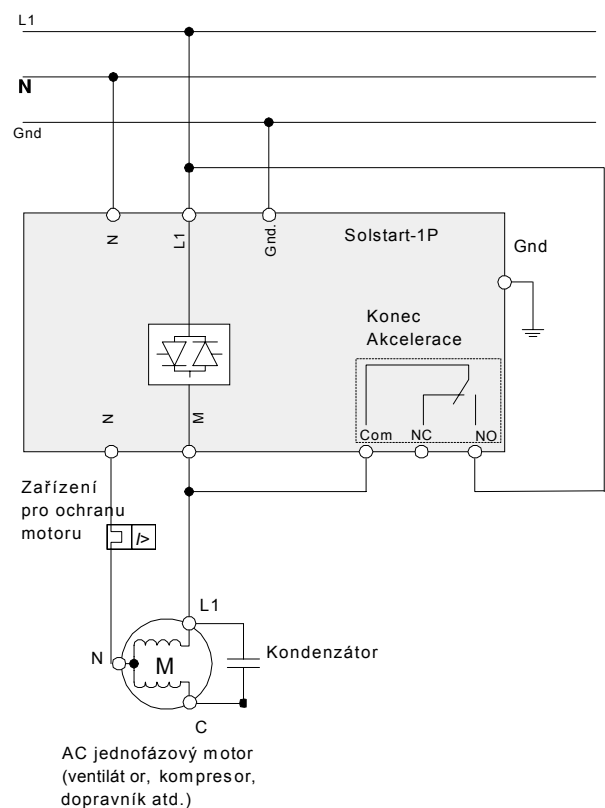 L1
N
Gnd
N
L1
Gnd.
Solstart-1P
Gnd
Konec
Akcelerace
N
M
Com
NC
NO
Zařízení
pro ochranu
motoru
I>
L1
N
M
Kondenzátor
C
AC jednofázový motor
(ventilátor, kompresor,
dopravník atd.)